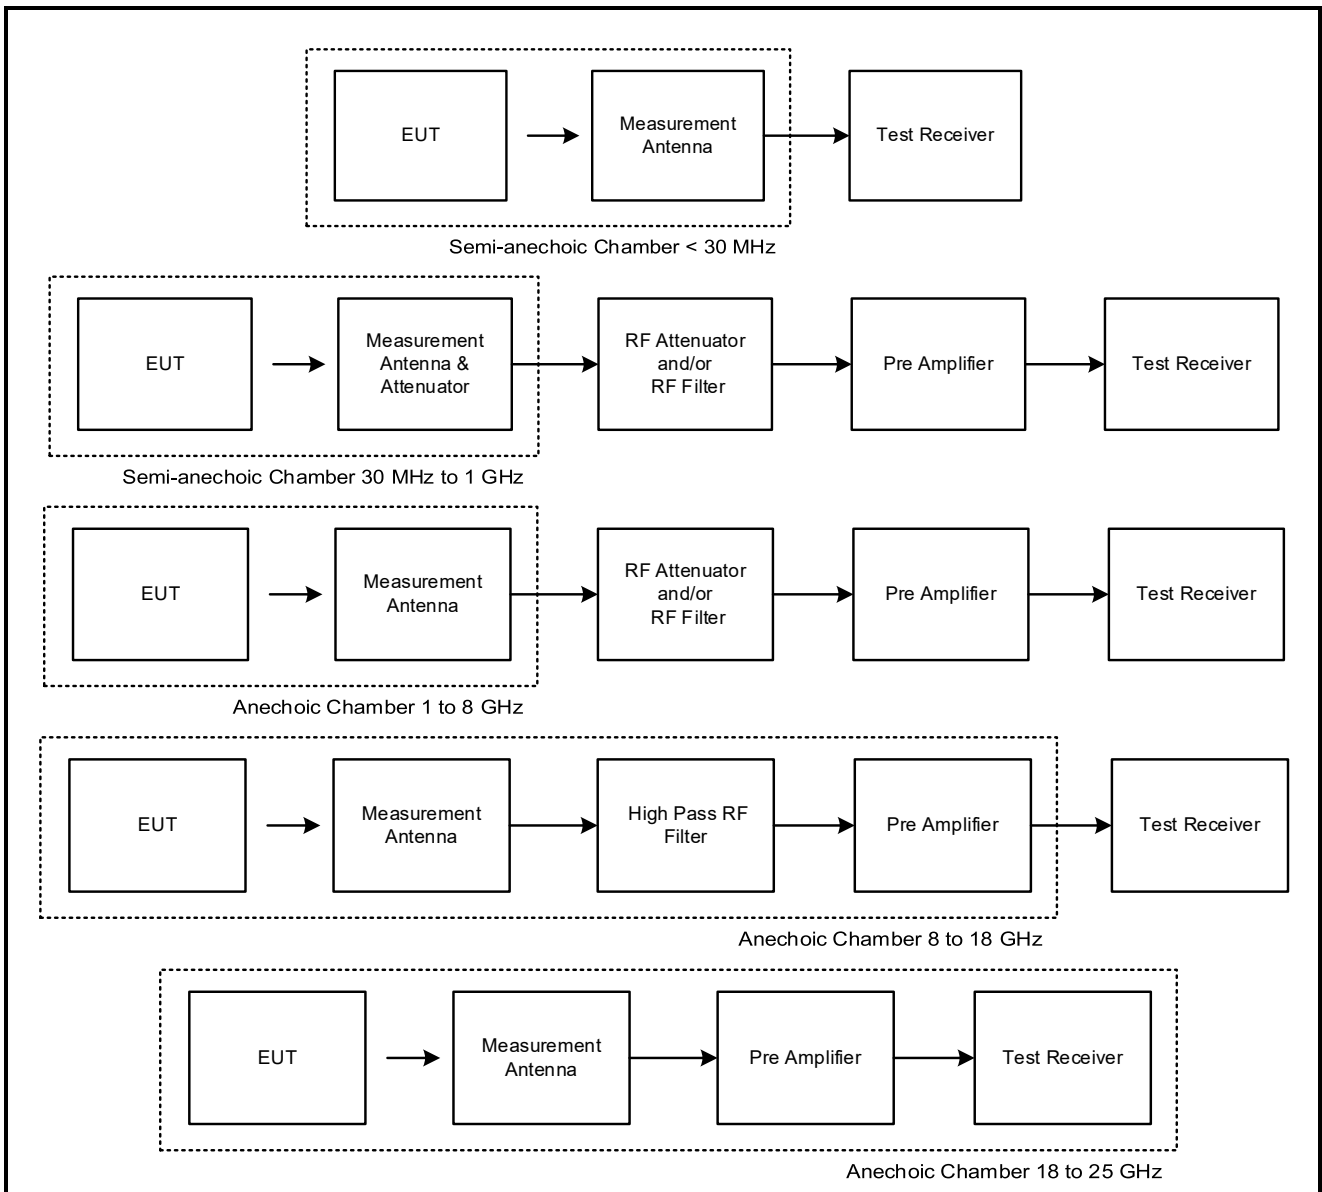 EUT
Measurement
Antenna
Test Receiver
Semi-anechoic Chamber < 30 MHz
EUT
Measurement
Antenna &
Attenuator
RF Attenuator
and/or
RF Filter
Pre Amplifier
Test Receiver
Semi-anechoic Chamber 30 MHz to 1 GHz
EUT
Measurement
Antenna
RF Attenuator
and/or
RF Filter
Pre Amplifier
Test Receiver
Anechoic Chamber 1 to 8 GHz
EUT
Measurement
Antenna
High Pass RF
Filter
Pre Amplifier
Test Receiver
Anechoic Chamber 8 to 18 GHz
EUT
Measurement
Antenna
Pre Amplifier
Test Receiver
Anechoic Chamber 18 to 25 GHz